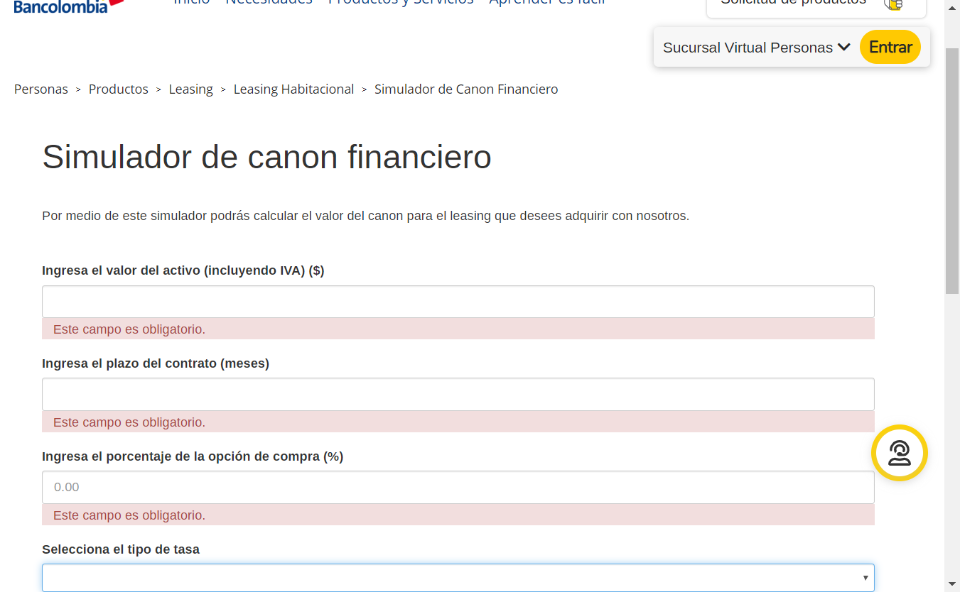 Bancolombia
Inicio Necesidades Productos y Servicios Aprender es fácil
Solicitud de productos
Sucursal Virtual Personas Entrar
Personas > Productos > Leasing > Leasing Habitacional > Simulador de Canon Financiero
Simulador de canon financiero
Por medio de este simulador podrás calcular el valor del canon para el leasing que desees adquirir con nosotros.
Ingresa el valor del activo (incluyendo IVA) ($)
Este campo es obligatorio.
Ingresa el plazo del contrato (meses)
Este campo es obligatorio.
Ingresa el porcentaje de la opción de compra (%)
0.00
Este campo es obligatorio.
Selecciona el tipo de tasa